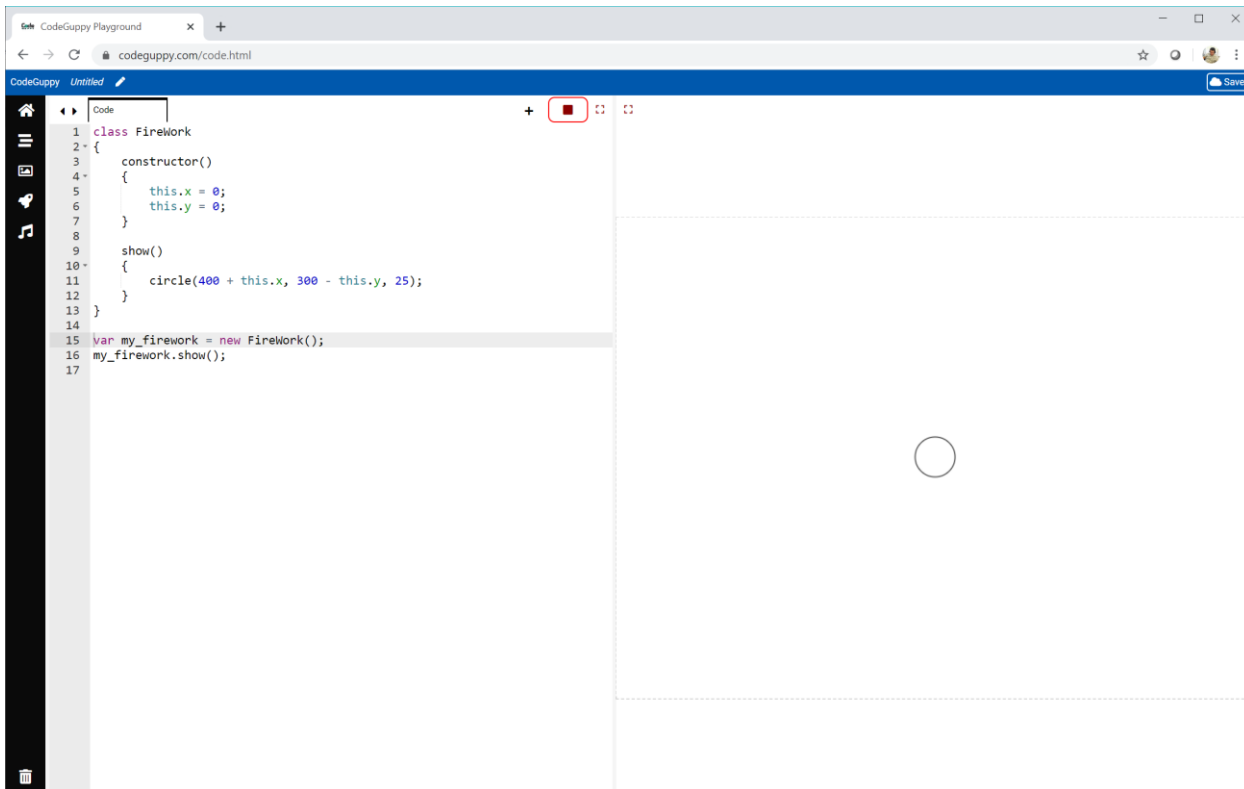 CodeGuppy Playground
codeguppy.com/code.html
CodeGuppy Untitled
Save
Code
1 class FireWork
2 {
3 constructor()
4 {
5 this.x = 0;
6 this.y = 0;
7 }
8
9 show()
10 {
11 circle(400 + this.x, 300 - this.y, 25);
12 }
13 }
14
15 var my_firework = new FireWork();
16 my_firework.show();
17